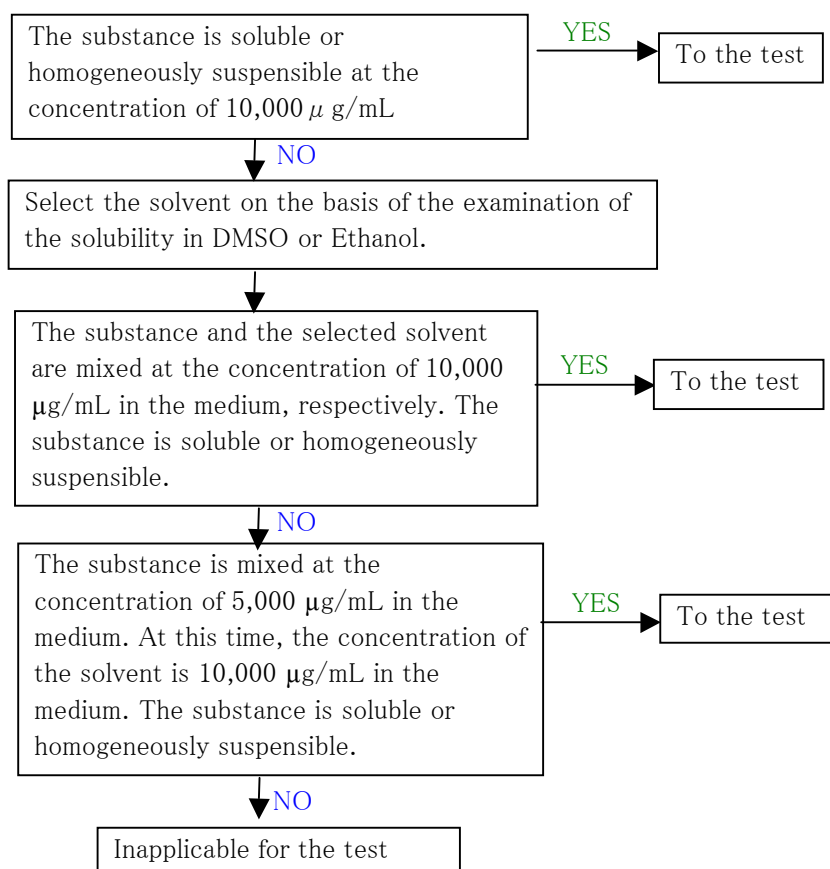 The substance is soluble or
homogeneously suspensible at the
concentration of 10,000 μ g/mL
YES
To the test
NO
Select the solvent on the basis of the examination of
the solubility in DMSO or Ethanol.
The substance and the selected solvent
are mixed at the concentration of 10,000
μg/mL in the medium, respectively. The
substance is soluble or homogeneously
suspensible.
YES
To the test
NO
The substance is mixed at the
concentration of 5,000 μg/mL in the
medium. At this time, the concentration of
the solvent is 10,000 μg/mL in the
medium. The substance is soluble or
homogeneously suspensible.
YES
To the test
NO
Inapplicable for the test